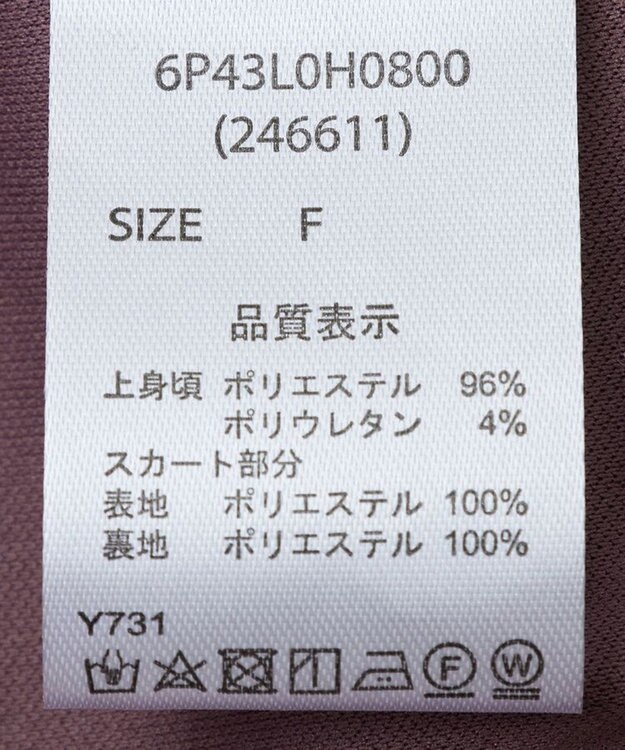 6P43L0H0800
(246611)
SIZE F
品質表示
上身頃 ポリエステル 96%
ポリウレタン 4%
スカート部分
表地 ポリエステル 100%
裏地 ポリエステル 100%
Y731
F W